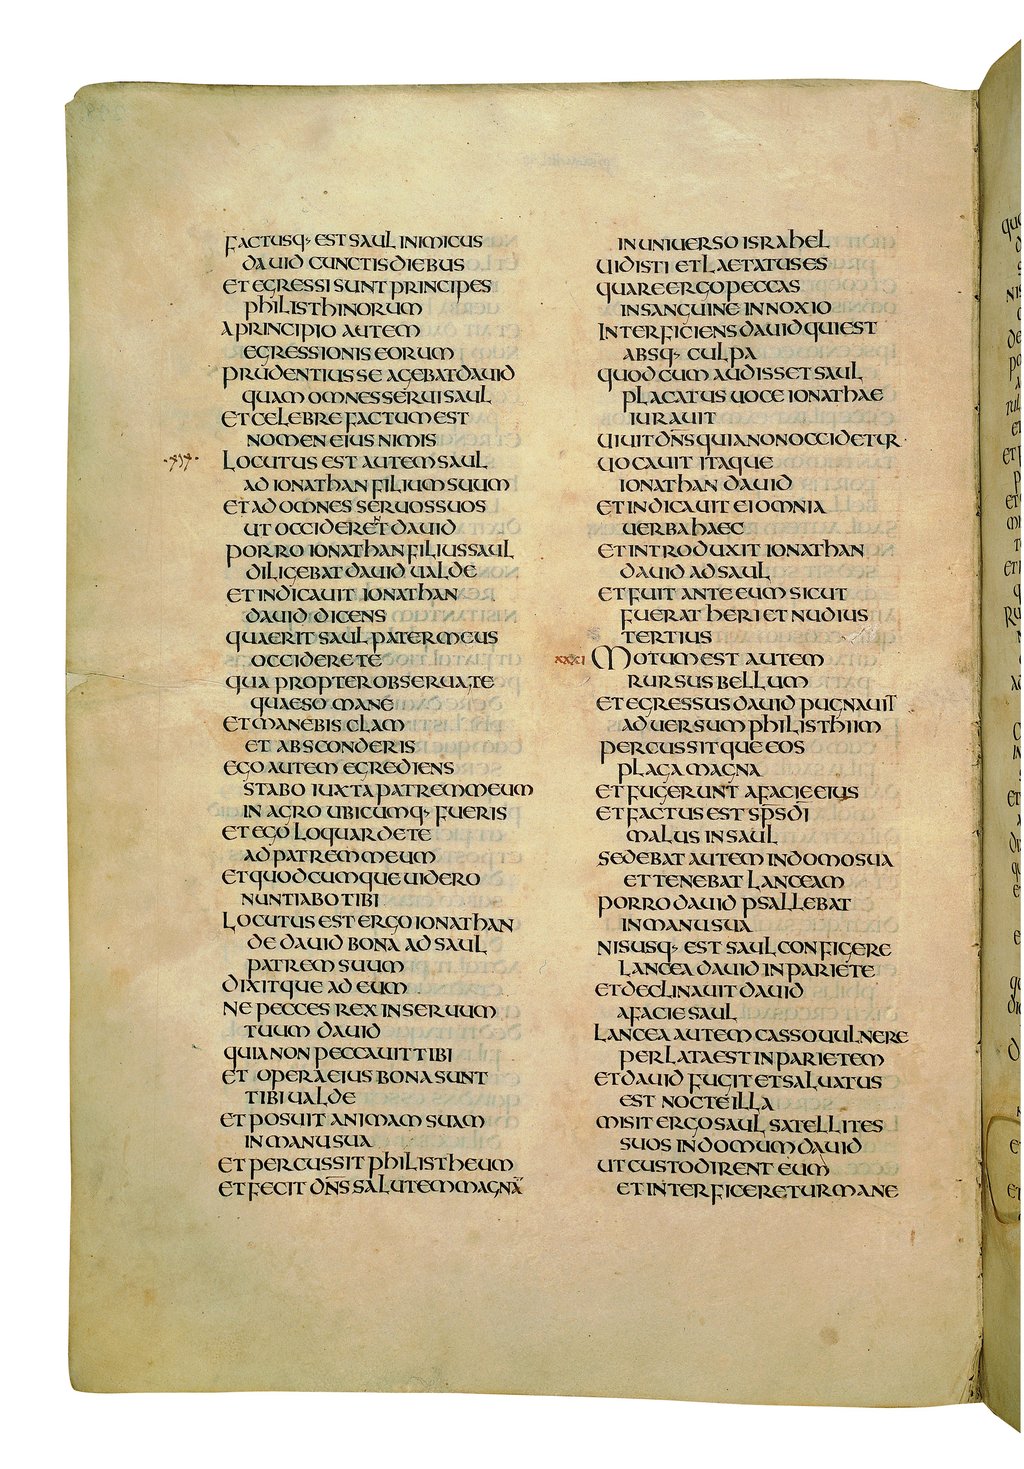 FACTUSQ· EST SAUL INIMICUS
DAUID CUNCTIS DIEBUS
ET EGRESSI SUNT PRINCIPES
PHILISTHINORUM
A PRINCIPIO AUTEM
EGRESSIONIS EORUM
PRUDENTIUS SE AGEBAT DAUID
QUAM OMNES SERUI SAUL
ET CELEBRE FACTUM EST
NOMEN EIUS NIMIS
LOCUTUS EST AUTEM SAUL
AD IONATHAN FILIUM SUUM
ET AD OMNES SERUOS SUOS
UT OCCIDERET DAUID
PORRO IONATHAN FILIUS SAUL
DILIGEBAT DAUID UALDE
ET INDICAUIT IONATHAN
DAUID DICENS
QUAERIT SAUL PATER MEUS
OCCIDERE TE
QUA PROPTER OBSERUA TE
QUAESO MANE
ET MANEBIS CLAM
ET ABSCONDERIS
EGO AUTEM EGREDIENS
STABO IUXTA PATREM MEUM
IN AGRO UBICUMQ· FUERIS
ET EGO LOQUAR DE TE
AD PATREM MEUM
ET QUODCUMQUE UIDERO
NUNTIABO TIBI
LOCUTUS EST ERGO IONATHAN
DE DAUID BONA AD SAUL
PATREM SUUM
DIXITQUE AD EUM
NE PECCES REX IN SERUUM
TUUM DAUID
QUIA NON PECCAUIT TIBI
ET OPERA EIUS BONA SUNT
TIBI UALDE
ET POSUIT ANIMAM SUAM
IN MANU SUA
ET PERCUSSIT PHILISTHEUM
ET FECIT DN̅S SALUTEM MAGNA̅
IN UNIUERSO ISRAHEL
UIDISTI ET LAETATUS ES
QUARE ERGO PECCAS
IN SANGUINE INNOXIO
INTERFICIENS DAUID QUI EST
ABSQ· CULPA
QUOD CUM AUDISSET SAUL
PLACATUS UOCE IONATHAE
IURAUIT
UIUIT DN̅S QUIA NON OCCIDETUR
UOCAUIT ITAQUE
IONATHAN DAUID
ET INDICAUIT EI OMNIA
UERBA HAEC
ET INTRODUXIT IONATHAN
DAUID AD SAUL
ET FUIT ANTE EUM SICUT
FUERAT HERI ET NUDIUS
TERTIUS
XXXI MOTUM EST AUTEM
RURSUS BELLUM
ET EGRESSUS DAUID PUGNAUIT
ADUERSUM PHILISTHIIM
PERCUSSITQUE EOS
PLAGA MAGNA
ET FUGERUNT A FACIE EIUS
ET FACTUS EST SP̅S DI̅
MALUS IN SAUL
SEDEBAT AUTEM IN DOMO SUA
ET TENEBAT LANCEAM
PORRO DAUID PSALLEBAT
IN MANU SUA
NISUSQ· EST SAUL CONFIGERE
LANCEA DAUID IN PARIETE
ET DECLINAUIT DAUID
A FACIE SAUL
LANCEA AUTEM CASSO UULNERE
PERLATA EST IN PARIETEM
ET DAUID FUGIT ET SALUATUS
EST NOCTE ILLA
MISIT ERGO SAUL SATELLITES
SUOS IN DOMUM DAUID
UT CUSTODIRENT EUM
ET INTERFICERETUR MANE